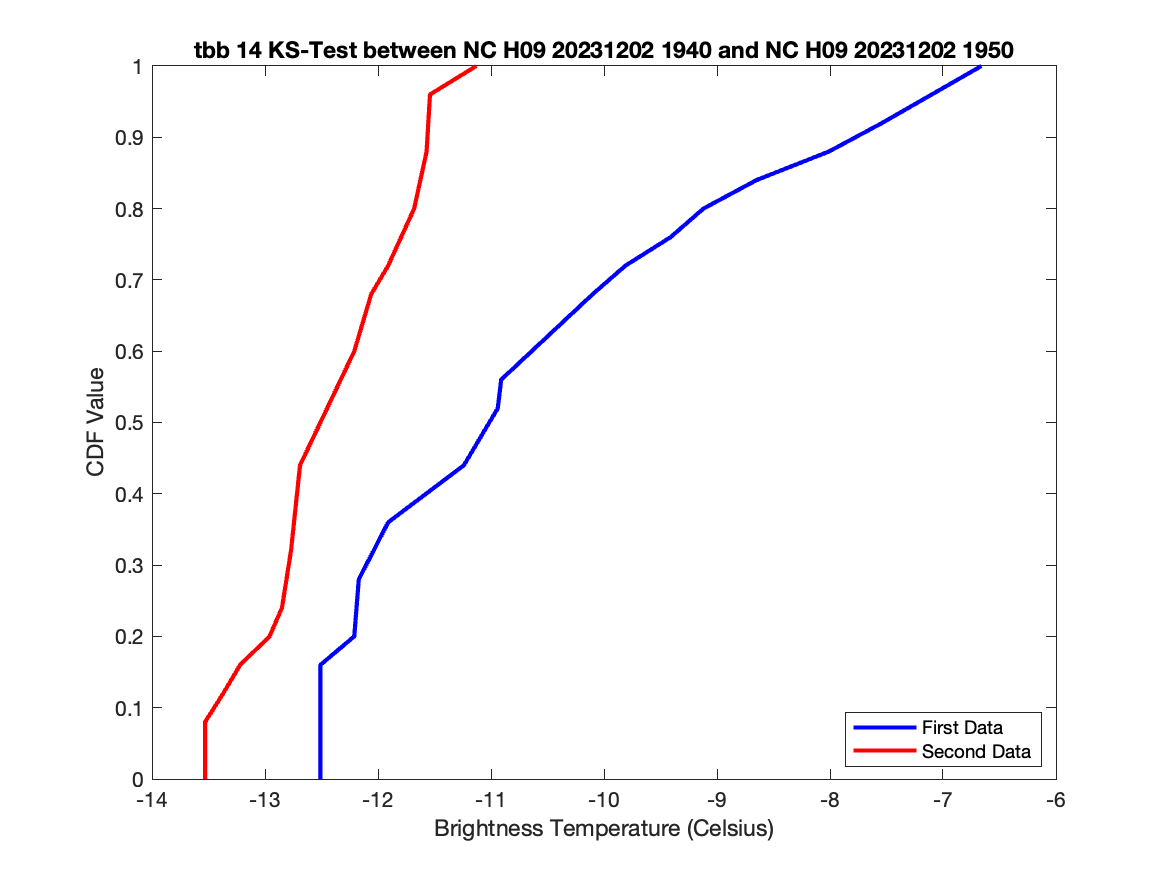 tbb 14 KS-Test between NC H09 20231202 1940 and NC H09 20231202 1950
1
0.9
0.8
0.7
0.6
0.5
0.4
0.3
0.2
0.1
0
CDF Value
First Data
Second Data
-14 -13 -12 -11 -10 -9 -8 -7 -6
Brightness Temperature (Celsius)